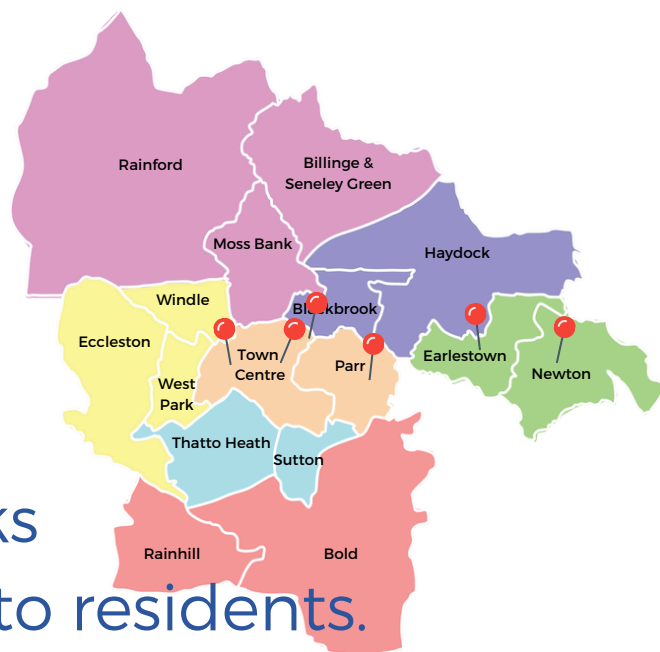 Rainford
Billinge &
Seneley Green
Moss Bank
Haydock
Windle
Blackbrook
Eccleston
Town
Centre
Parr
Earlestown
Newton
West
Park
Thatto Heath
Sutton
ks
Rainhill
Bold
to residents.